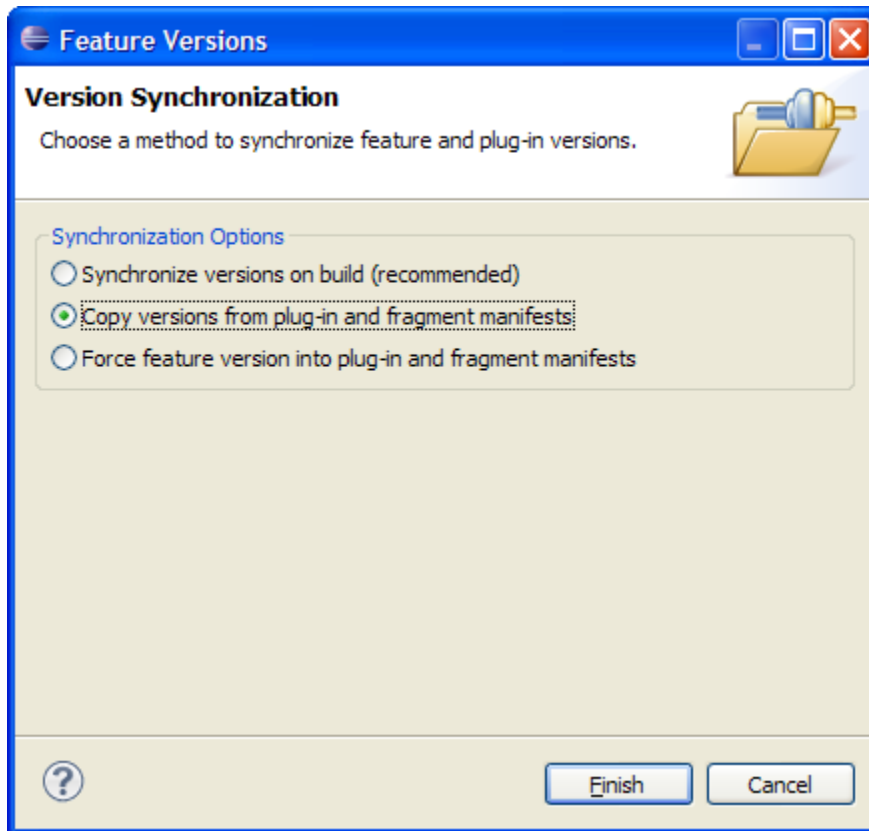 Feature Versions
Version Synchronization
Choose a method to synchronize feature and plug-in versions.
Synchronization Options
Synchronize versions on build (recommended)
Copy versions from plug-in and fragment manifests
Force feature version into plug-in and fragment manifests
?
Finish
Cancel